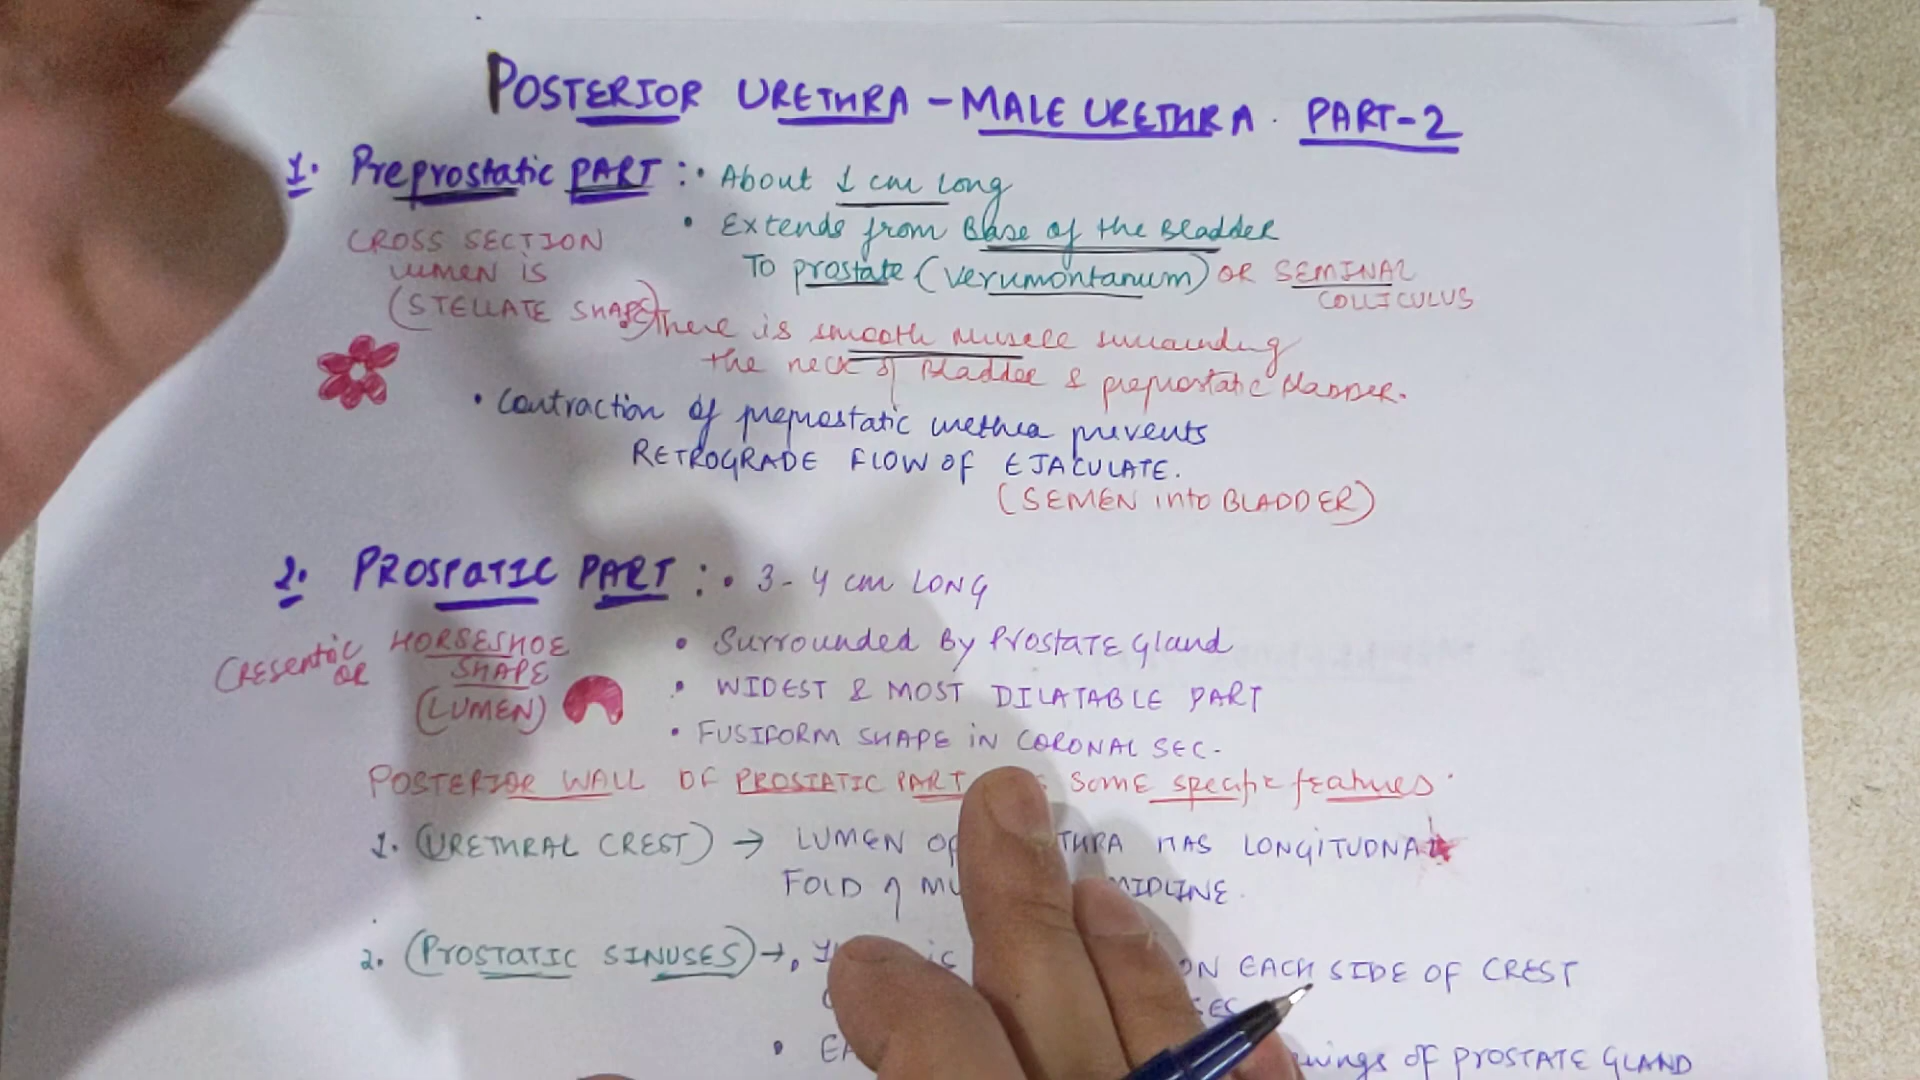 POSTERIOR URETHRA - MALE URETHRA. PART-2
1. Preprostatic PART : • About 1 cm long
• Extends from Base of the Bladder
To prostate (verumontanum) OR SEMINAL
COLLICULUS
CROSS SECTION
LUMEN is
(STELLATE SHAPE)
• There is smooth muscle surrounding
the neck of Bladder & preprostatic bladder.
• Contraction of preprostatic urethra prevents
RETROGRADE FLOW OF EJACULATE.
(SEMEN into BLADDER)
2. PROSTATIC PART : • 3-4 cm LONG
Cresentic OR HORSESHOE
SHAPE
(LUMEN)
• Surrounded By ProstaTE Gland
• WIDEST & MOST DILATABLE PART
• FUSIFORM SHAPE iN CORONAL SEC-
POSTERIOR WALL OF PROSTATIC PART SOME specific features.
1. (URETHRAL CREST) → LUMEN OF THRA HAS LONGITUDNAL
FOLD of MIDLINE.
2. (PrOSTATIC SINUSES) → ON EACH SIDE OF CREST
• OF PROSTATE GLAND